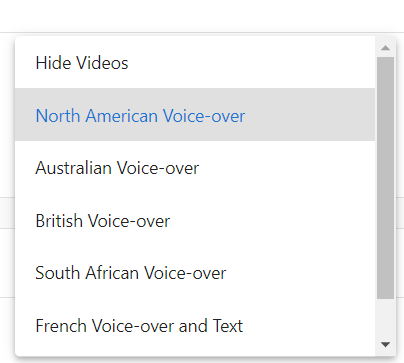 Hide Videos
North American Voice-over
Australian Voice-over
British Voice-over
South African Voice-over
French Voice-over and Text